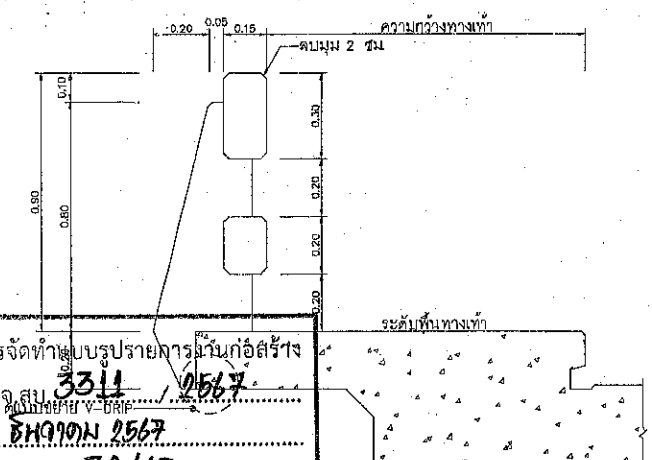 0.20 0.05 0.15 ความกว้างทางเท้า
ลบมุม 2 ซม
0.10
0.30
0.90
0.80
0.20
0.20
0.20
ระดับพื้นทางเท้า
จัดทำแบบรูปรายการงานก่อสร้าง
สบ. 3311 / 2567
V-DRIP
ธันวาคม 2567